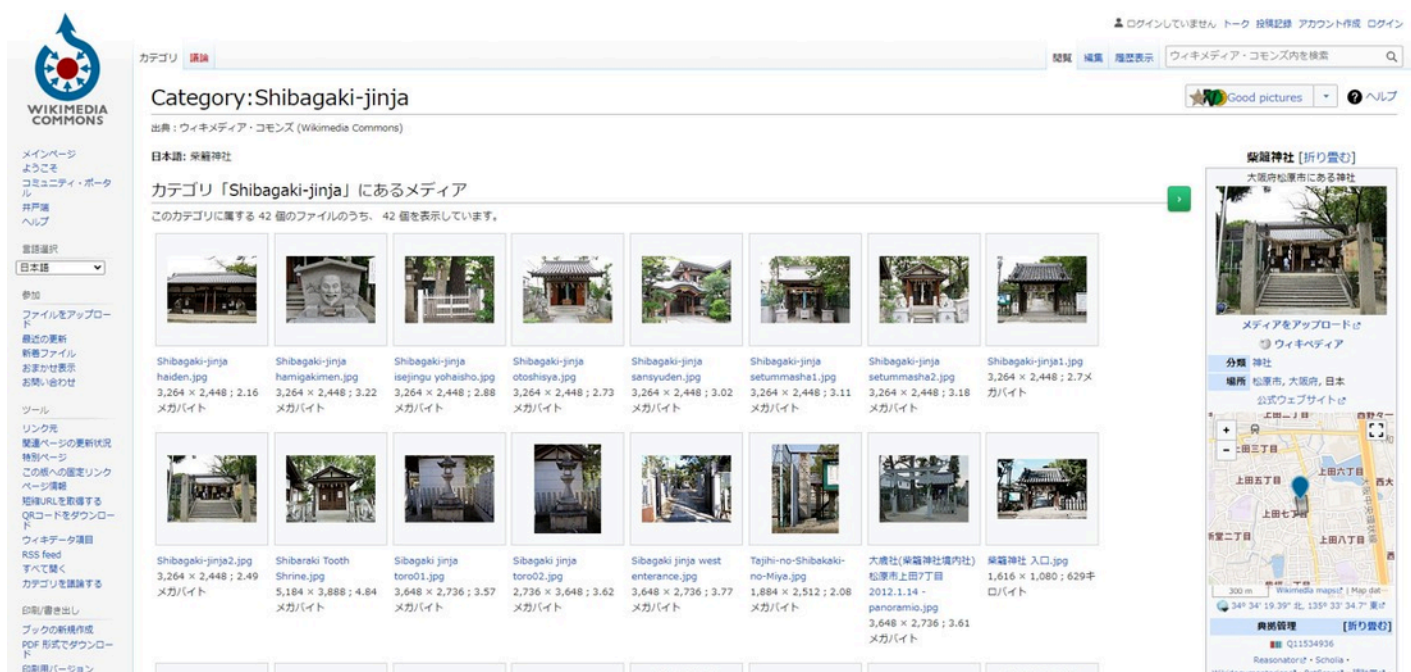 ログインしていません トーク 投稿記録 アカウント作成 ログイン
カテゴリ 議論
閲覧 編集 履歴表示 ウィキメディア・コモンズ内を検索
WIKIMEDIA
COMMONS
メインページ
ようこそ
コミュニティ・ポータ
ル
井戸端
ヘルプ
言語選択
日本語
参加
ファイルをアップロー
ド
最近の更新
新着ファイル
おまかせ表示
お問い合わせ
ツール
リンク元
関連ページの更新状況
特別ページ
この版への固定リンク
ページ情報
短縮URLを取得する
QRコードをダウンロー
ド
ウィキデータ項目
RSS feed
すべて開く
カテゴリを議論する
印刷/書き出し
ブックの新規作成
PDF 形式でダウンロー
ド
印刷用バージョン
Category:Shibagaki-jinja
Good pictures
ヘルプ
出典:ウィキメディア・コモンズ (Wikimedia Commons)
日本語: 柴籬神社
カテゴリ「Shibagaki-jinja」にあるメディア
このカテゴリに属する 42 個のファイルのうち、 42 個を表示しています。
Shibagaki-jinja
haiden.jpg
3,264 × 2,448;2.16
メガバイト
Shibagaki-jinja
hamigakimen.jpg
3,264 × 2,448;3.22
メガバイト
Shibagaki-jinja
isejingu yohaisho.jpg
3,264 × 2,448;2.88
メガバイト
Shibagaki-jinja
otoshisya.jpg
3,264 × 2,448;2.73
メガバイト
Shibagaki-jinja
sansyuden.jpg
3,264 × 2,448;3.02
メガバイト
Shibagaki-jinja
setummasha1.jpg
3,264 × 2,448;3.11
メガバイト
Shibagaki-jinja
setummasha2.jpg
3,264 × 2,448;3.18
メガバイト
Shibagaki-jinja1.jpg
3,264 × 2,448;2.7メ
ガバイト
Shibagaki-jinja2.jpg
3,264 × 2,448;2.49
メガバイト
Shibaraki Tooth
Shrine.jpg
5,184 × 3,888;4.84
メガバイト
Sibagaki jinja
toro01.jpg
3,648 × 2,736;3.57
メガバイト
Sibagaki jinja
toro02.jpg
2,736 × 3,648;3.62
メガバイト
Sibagaki jinja west
enterance.jpg
3,648 × 2,736;3.77
メガバイト
Tajihi-no-Shibakaki-
no-Miya.jpg
1,884 × 2,512;2.08
メガバイト
大歳社(柴籬神社境内社)
松原市上田7丁目
2012.1.14 -
panoramio.jpg
3,648 × 2,736;3.61
メガバイト
柴籬神社 入口.jpg
1,616 × 1,080;629キ
ロバイト
柴籬神社 [折り畳む]
大阪府松原市にある神社
メディアをアップロード
ウィキペディア
分類 神社
場所 松原市, 大阪府, 日本
公式ウェブサイト
上田三丁目
上田六丁目
上田五丁目
西大
上田七丁目
新堂二丁目
上田八丁目
300 m
Wikimedia maps | Map dat
34° 34' 19.39" 北, 135° 33' 34.7" 東
典拠管理 [折り畳む]
Q11534936
Reasonator • Scholia •